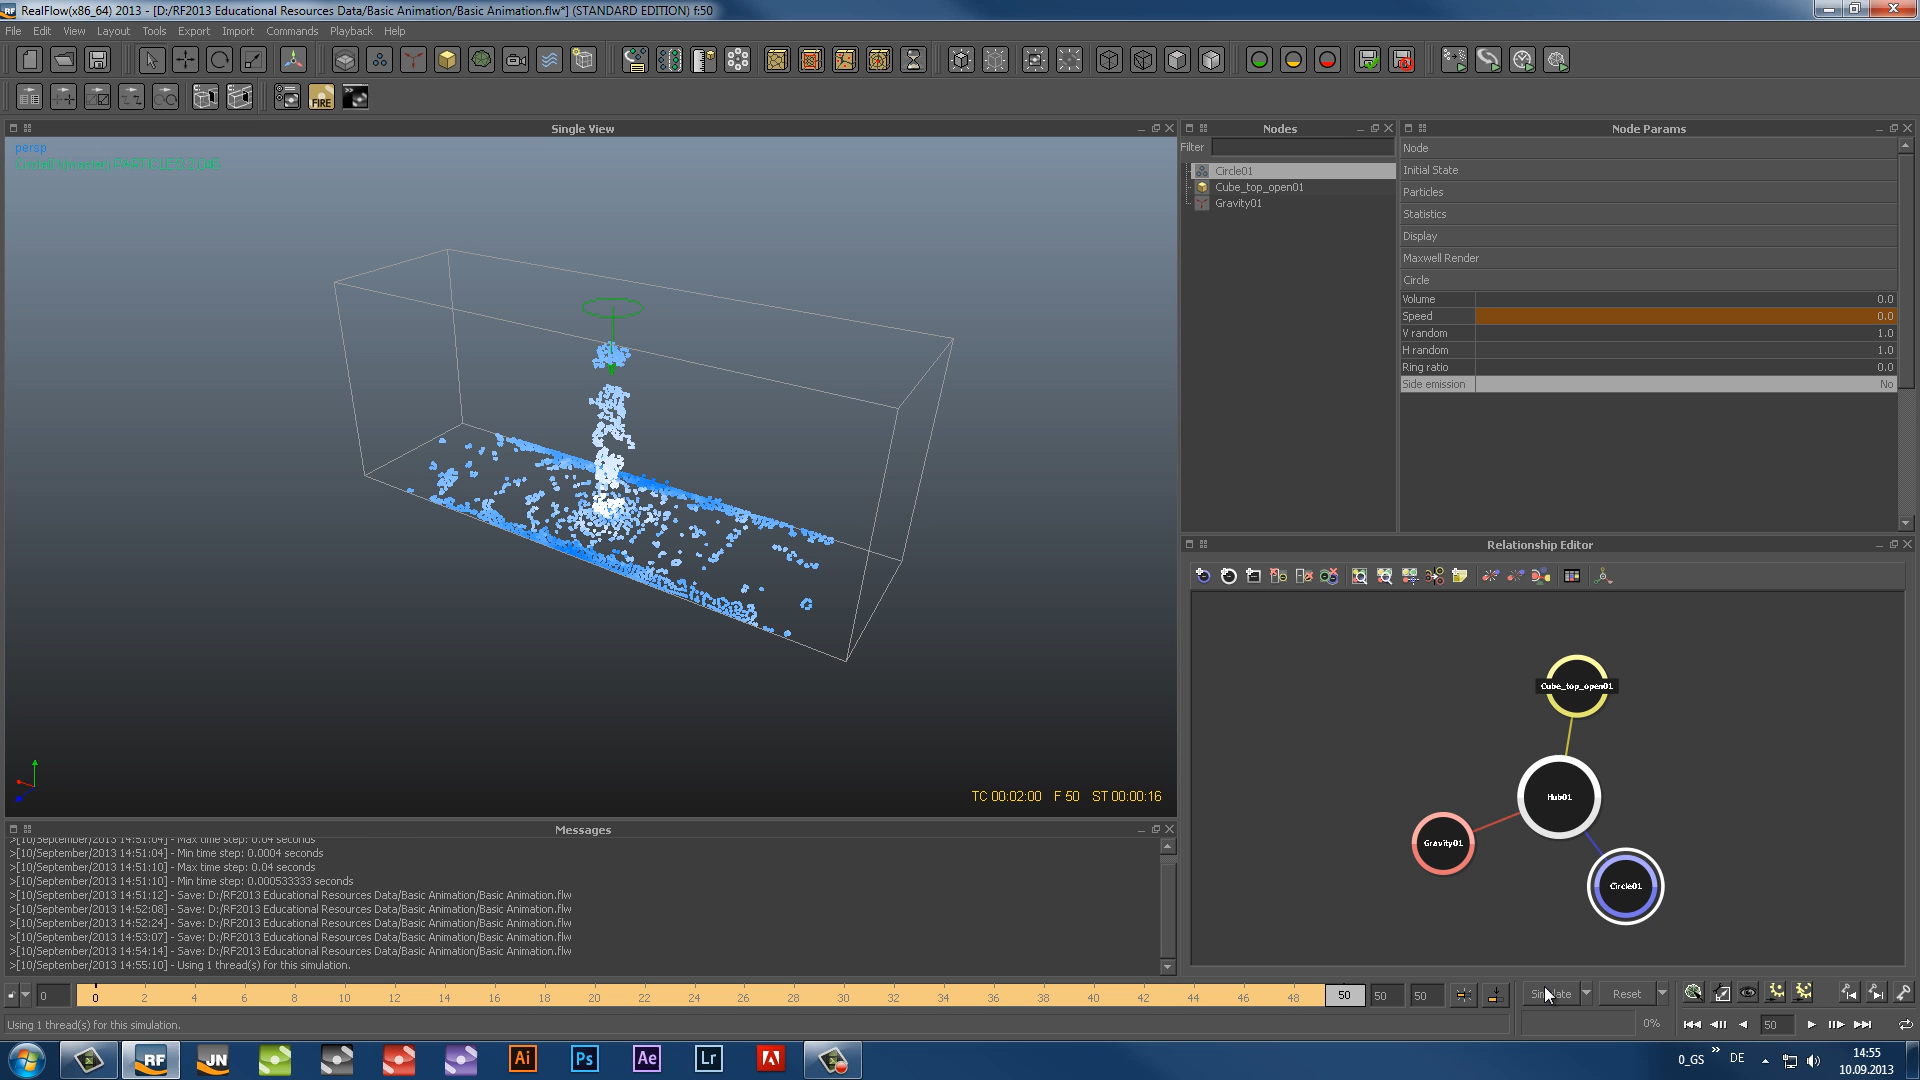 RealFlow(x86_64) 2013 - [D:/RF2013 Educational Resources Data/Basic Animation/Basic Animation.flw*] (STANDARD EDITION) f:50
File Edit View Layout Tools Export Import Commands Playback Help
FIRE
Single View
persp
TC 00:02:00 F 50 ST 00:00:16
Nodes
Filter
Circle01
Cube_top_open01
Gravity01
Node Params
Node
Initial State
Particles
Statistics
Display
Maxwell Render
Circle
Volume 0.0
Speed 0.0
V random 1.0
H random 1.0
Ring ratio 0.0
Side emission No
Relationship Editor
Cube_top_open01
Hub01
Gravity01
Circle01
Messages
>[10/September/2013 14:51:04] - Max time step: 0.04 seconds
>[10/September/2013 14:51:04] - Min time step: 0.0004 seconds
>[10/September/2013 14:51:10] - Max time step: 0.04 seconds
>[10/September/2013 14:51:10] - Min time step: 0.000533333 seconds
>[10/September/2013 14:51:12] - Save: D:/RF2013 Educational Resources Data/Basic Animation/Basic Animation.flw
>[10/September/2013 14:52:08] - Save: D:/RF2013 Educational Resources Data/Basic Animation/Basic Animation.flw
>[10/September/2013 14:52:24] - Save: D:/RF2013 Educational Resources Data/Basic Animation/Basic Animation.flw
>[10/September/2013 14:53:07] - Save: D:/RF2013 Educational Resources Data/Basic Animation/Basic Animation.flw
>[10/September/2013 14:54:14] - Save: D:/RF2013 Educational Resources Data/Basic Animation/Basic Animation.flw
>[10/September/2013 14:55:10] - Using 1 thread(s) for this simulation.
0 0 2 4 6 8 10 12 14 16 18 20 22 24 26 28 30 32 34 36 38 40 42 44 46 48 50 50 50
Simulate Reset
Using 1 thread(s) for this simulation.
0% 50
RF JN Ai Ps Ae Lr
0_GS » DE
14:55
10.09.2013